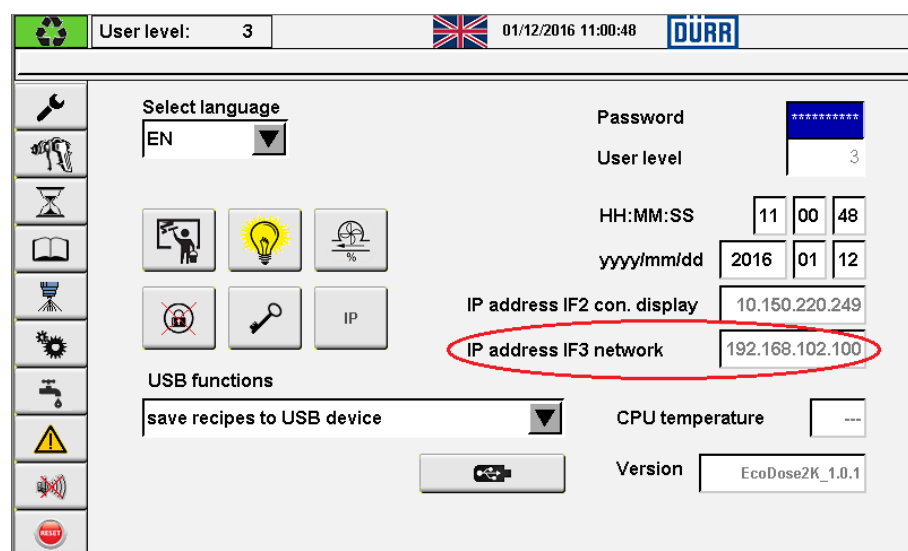 User level: 3 01/12/2016 11:00:48 DÜRR
Select language
EN
Password **********
User level 3
HH:MM:SS 11 00 48
%
yyyy/mm/dd 2016 01 12
IP address IF2 con. display 10.150.220.249
IP
IP address IF3 network 192.168.102.100
USB functions
save recipes to USB device
CPU temperature ---
Version EcoDose2K_1.0.1
RESET